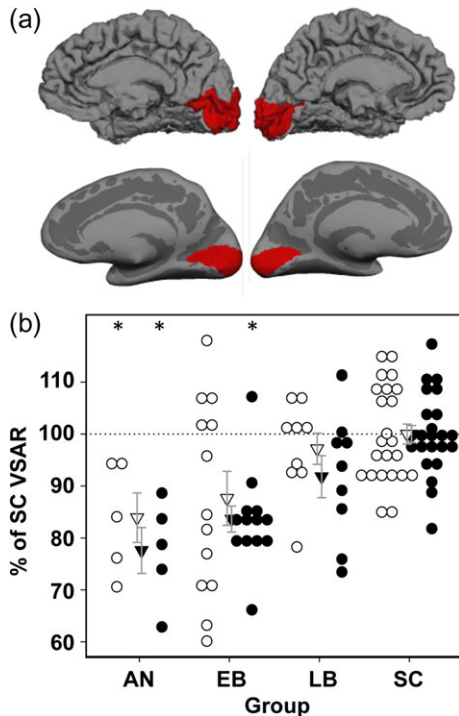 (a)
(b)
* * *
% of SC VSAR
110
100
90
80
70
60
AN EB LB SC
Group